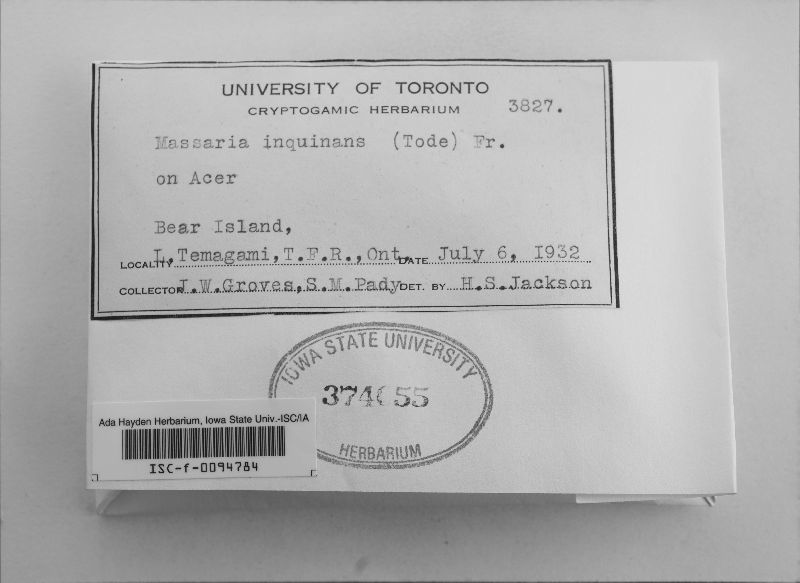 UNIVERSITY OF TORONTO
CRYPTOGAMIC HERBARIUM 3827.
Massaria inquinans (Tode) Fr.
on Acer
Bear Island,
LOCALITY L.Temagami,T.F.R.,Ont. DATE July 6, 1932
COLLECTOR J.W.Groves,S.M.Pady DET. BY H.S.Jackson
IOWA STATE UNIVERSITY
HERBARIUM
Ada Hayden Herbarium, Iowa State Univ.-ISC/IA
ISC-f-0094784